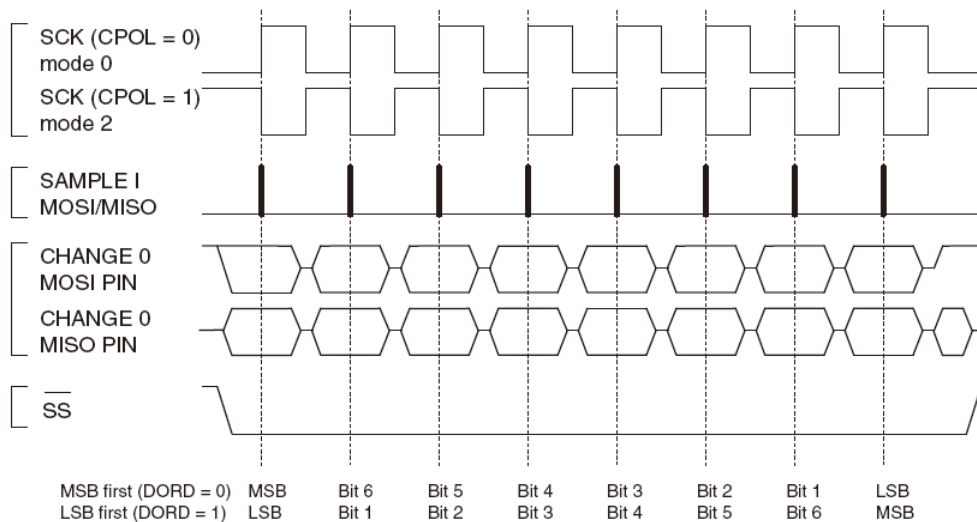 SCK (CPOL = 0)
mode 0
SCK (CPOL = 1)
mode 2
SAMPLE I
MOSI/MISO
CHANGE 0
MOSI PIN
CHANGE 0
MISO PIN
SS
MSB first (DORD = 0) MSB Bit 6 Bit 5 Bit 4 Bit 3 Bit 2 Bit 1 LSB
LSB first (DORD = 1) LSB Bit 1 Bit 2 Bit 3 Bit 4 Bit 5 Bit 6 MSB